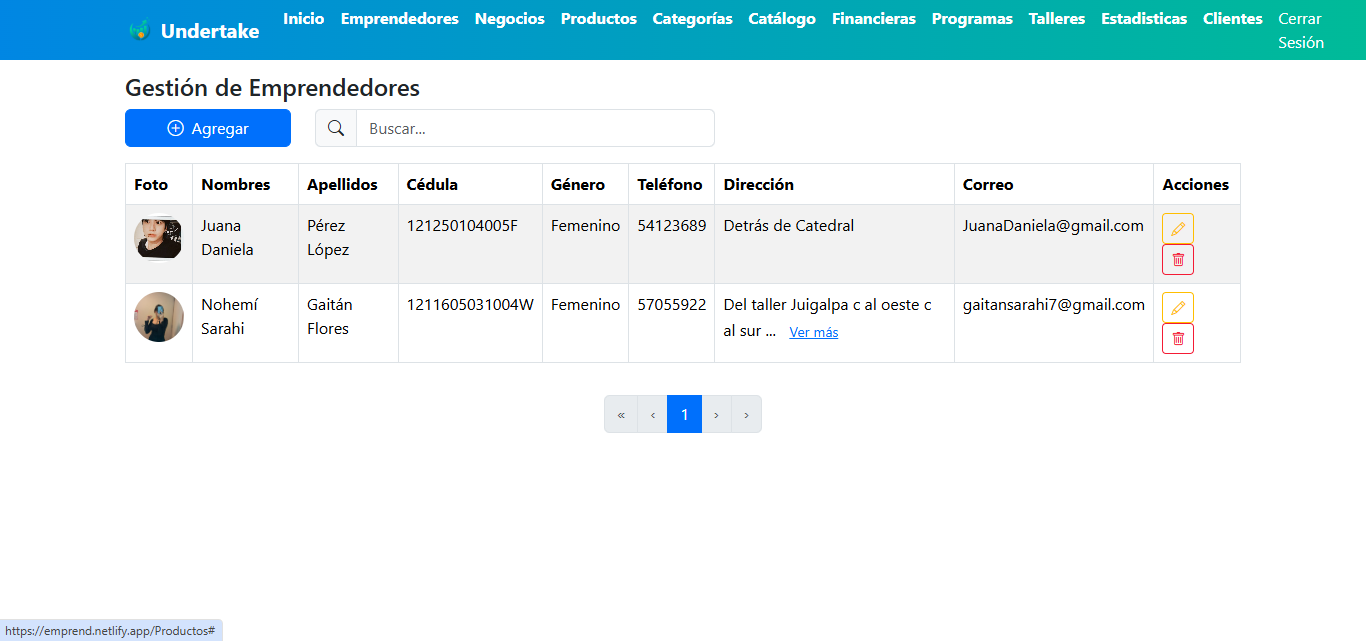 Undertake Inicio Emprendedores Negocios Productos Categorías Catálogo Financieras Programas Talleres Estadisticas Clientes Cerrar
Sesión
Gestión de Emprendedores
Agregar Buscar...
Foto Nombres Apellidos Cédula Género Teléfono Dirección Correo Acciones
Juana Pérez 121250104005F Femenino 54123689 Detrás de Catedral JuanaDaniela@gmail.com
Daniela López
Nohemí Gaitán 1211605031004W Femenino 57055922 Del taller Juigalpa c al oeste c gaitansarahi7@gmail.com
Sarahi Flores al sur ... Ver más
« ‹ 1 › ›
https://emprend.netlify.app/Productos#